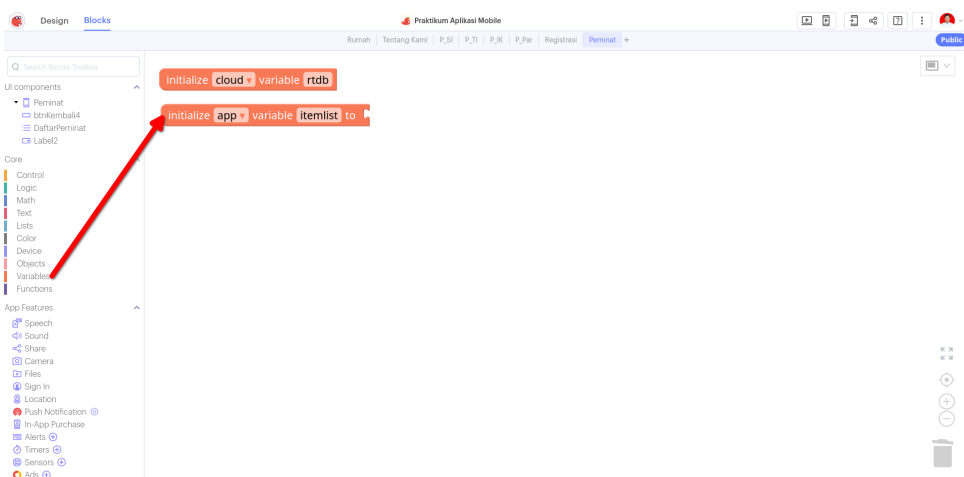 Design Blocks Praktikum Aplikasi Mobile
Rumah Tentang Kami P_SI P_TI P_IK P_Par Registrasi Peminat + Public
Search Blocks Toolbox
UI components
Peminat
btnKembali4
DaftarPeminat
Label2
Core
Control
Logic
Math
Text
Lists
Color
Device
Objects
Variables
Functions
App Features
Speech
Sound
Share
Camera
Files
Sign In
Location
Push Notification
In-App Purchase
Alerts
Timers
Sensors
Ads
initialize cloud variable rtdb
initialize app variable itemlist to